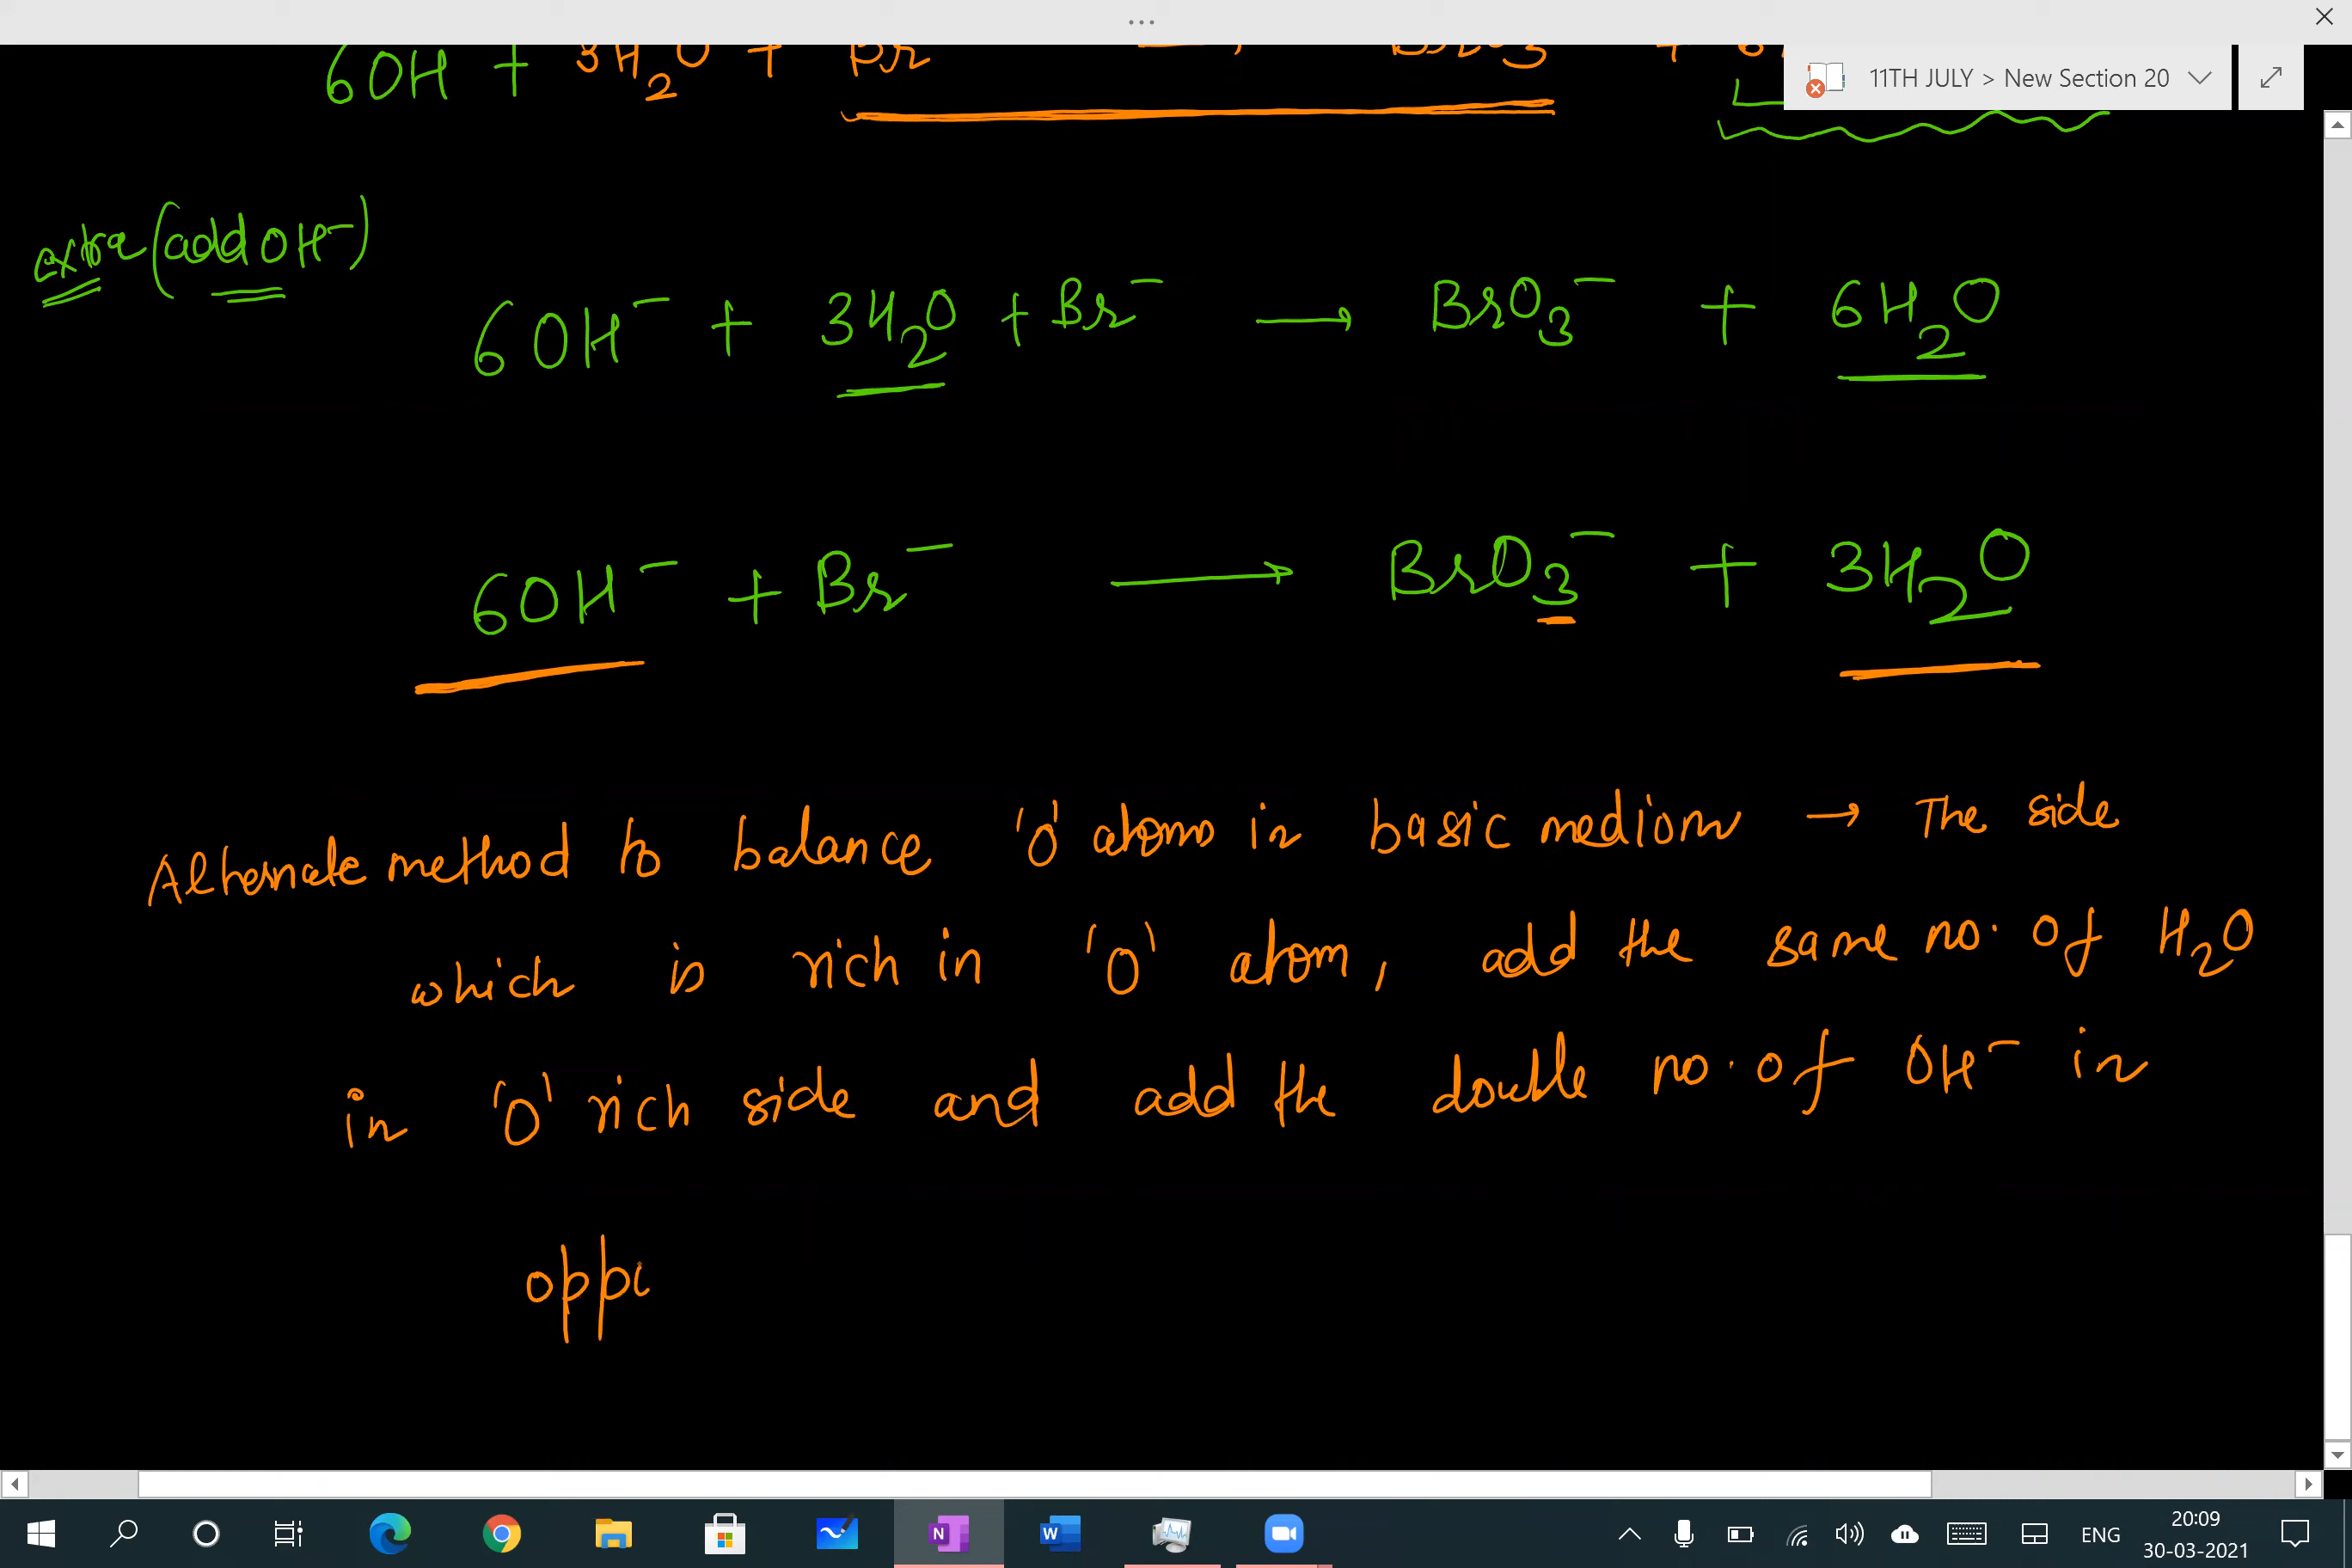 11TH JULY > New Section 20
6OH + 3H₂O + Br BrO₃ + 6
extra (add OH⁻)
6OH⁻ + 3H₂O + Br⁻ → BrO₃⁻ + 6H₂O
6OH⁻ + Br⁻ → BrO₃⁻ + 3H₂O
Alternate method to balance 'O' atoms in basic medium → The side
which is rich in 'O' atom, add the same no. of H₂O
in 'O' rich side and add the double no. of OH⁻ in
oppo
ENG
20:09
30-03-2021